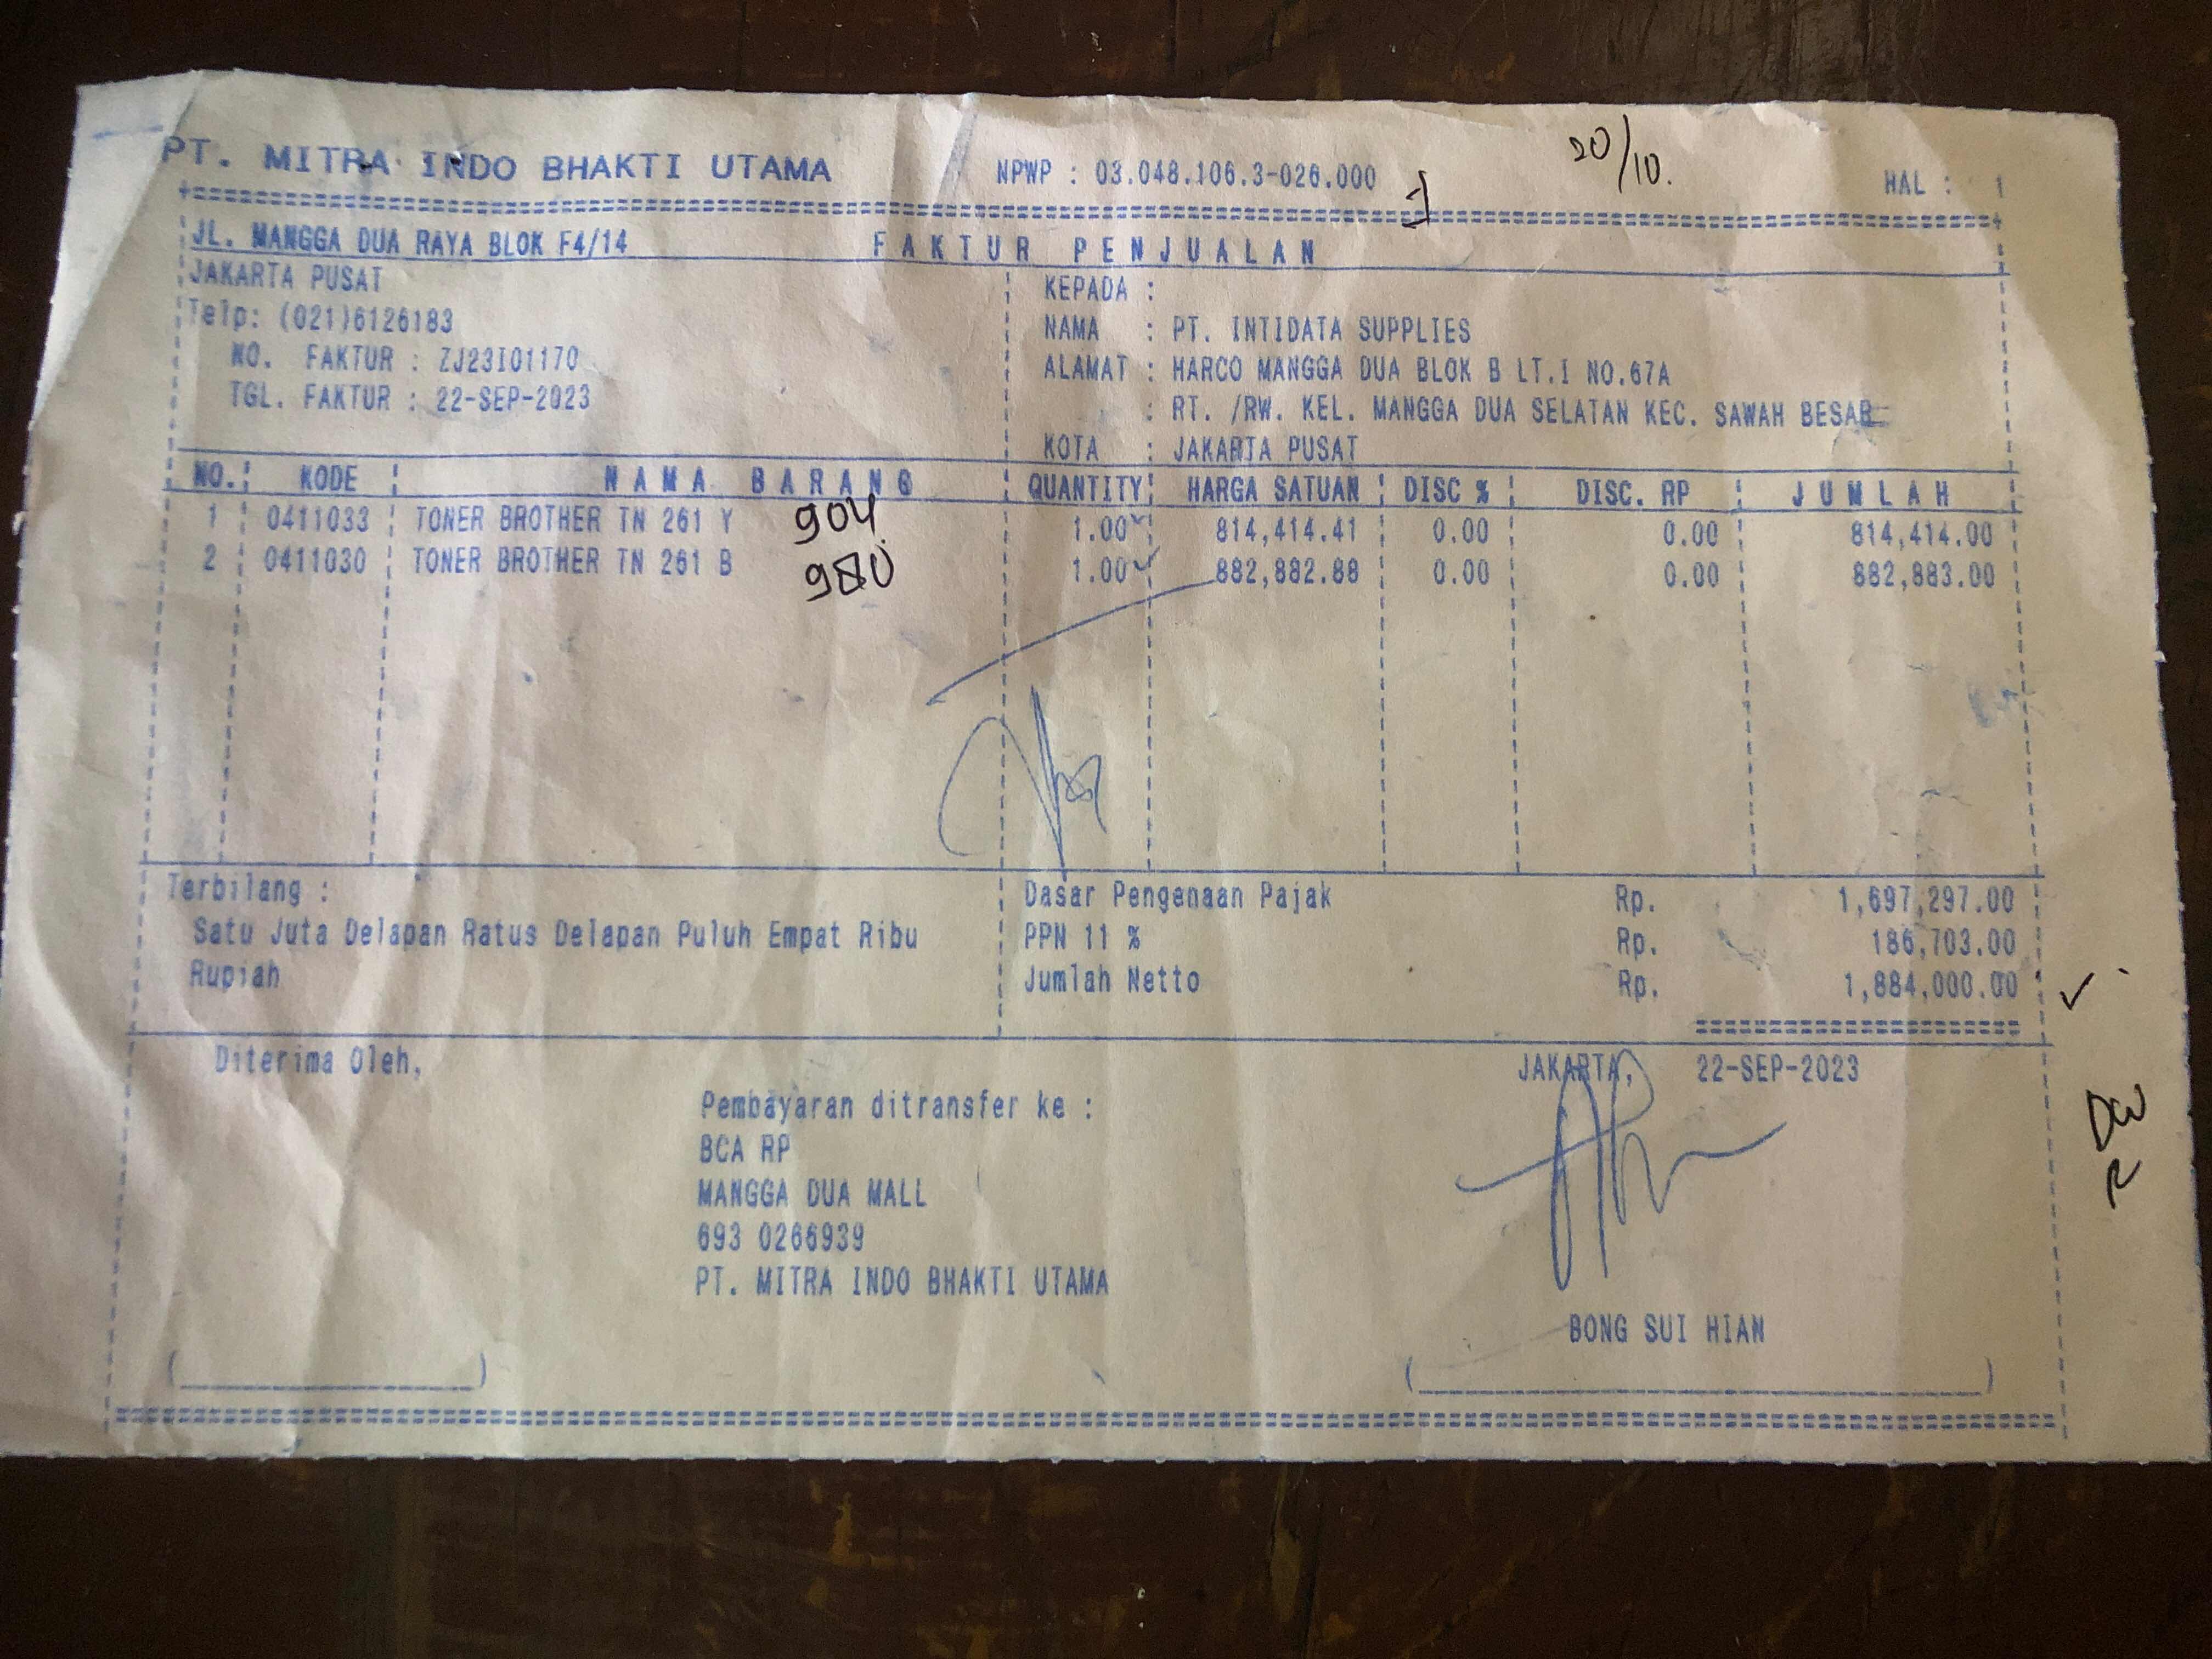 PT. MITRA INDO BHAKTI UTAMA NPWP : 03.048.106.3-026.000 20/10. HAL : 1
JL. MANGGA DUA RAYA BLOK F4/14 FAKTUR PENJUALAN
JAKARTA PUSAT
Telp: (021)6126183
NO. FAKTUR : ZJ23I01170
TGL. FAKTUR : 22-SEP-2023
KEPADA :
NAMA : PT. INTIDATA SUPPLIES
ALAMAT : HARCO MANGGA DUA BLOK B LT.I NO.67A
: RT. /RW. KEL. MANGGA DUA SELATAN KEC. SAWAH BESAR
KOTA : JAKARTA PUSAT
NO. KODE NAMA BARANG QUANTITY HARGA SATUAN DISC % DISC. RP JUMLAH
1 0411033 TONER BROTHER TN 261 Y 904 1.00 814,414.41 0.00 0.00 814,414.00
2 0411030 TONER BROTHER TN 261 B 980 1.00 882,882.88 0.00 0.00 882,883.00
Terbilang :
Satu Juta Delapan Ratus Delapan Puluh Empat Ribu
Rupiah
Dasar Pengenaan Pajak Rp. 1,697,297.00
PPN 11 % Rp. 186,703.00
Jumlah Netto Rp. 1,884,000.00
Diterima Oleh,
Pembayaran ditransfer ke :
BCA RP
MANGGA DUA MALL
693 0266939
PT. MITRA INDO BHAKTI UTAMA
JAKARTA, 22-SEP-2023
BONG SUI HIAN